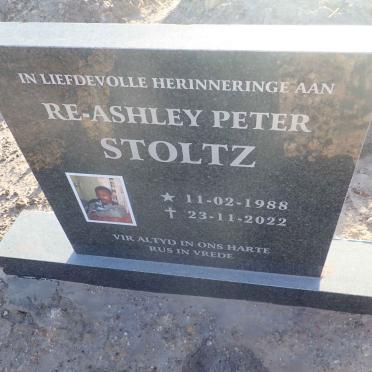 IN LIEFDEVOLLE HERINNERINGE AAN
RE-ASHLEY PETER
STOLTZ
★ 11-02-1988
✝ 23-11-2022
VIR ALTYD IN ONS HARTE
RUS IN VREDE